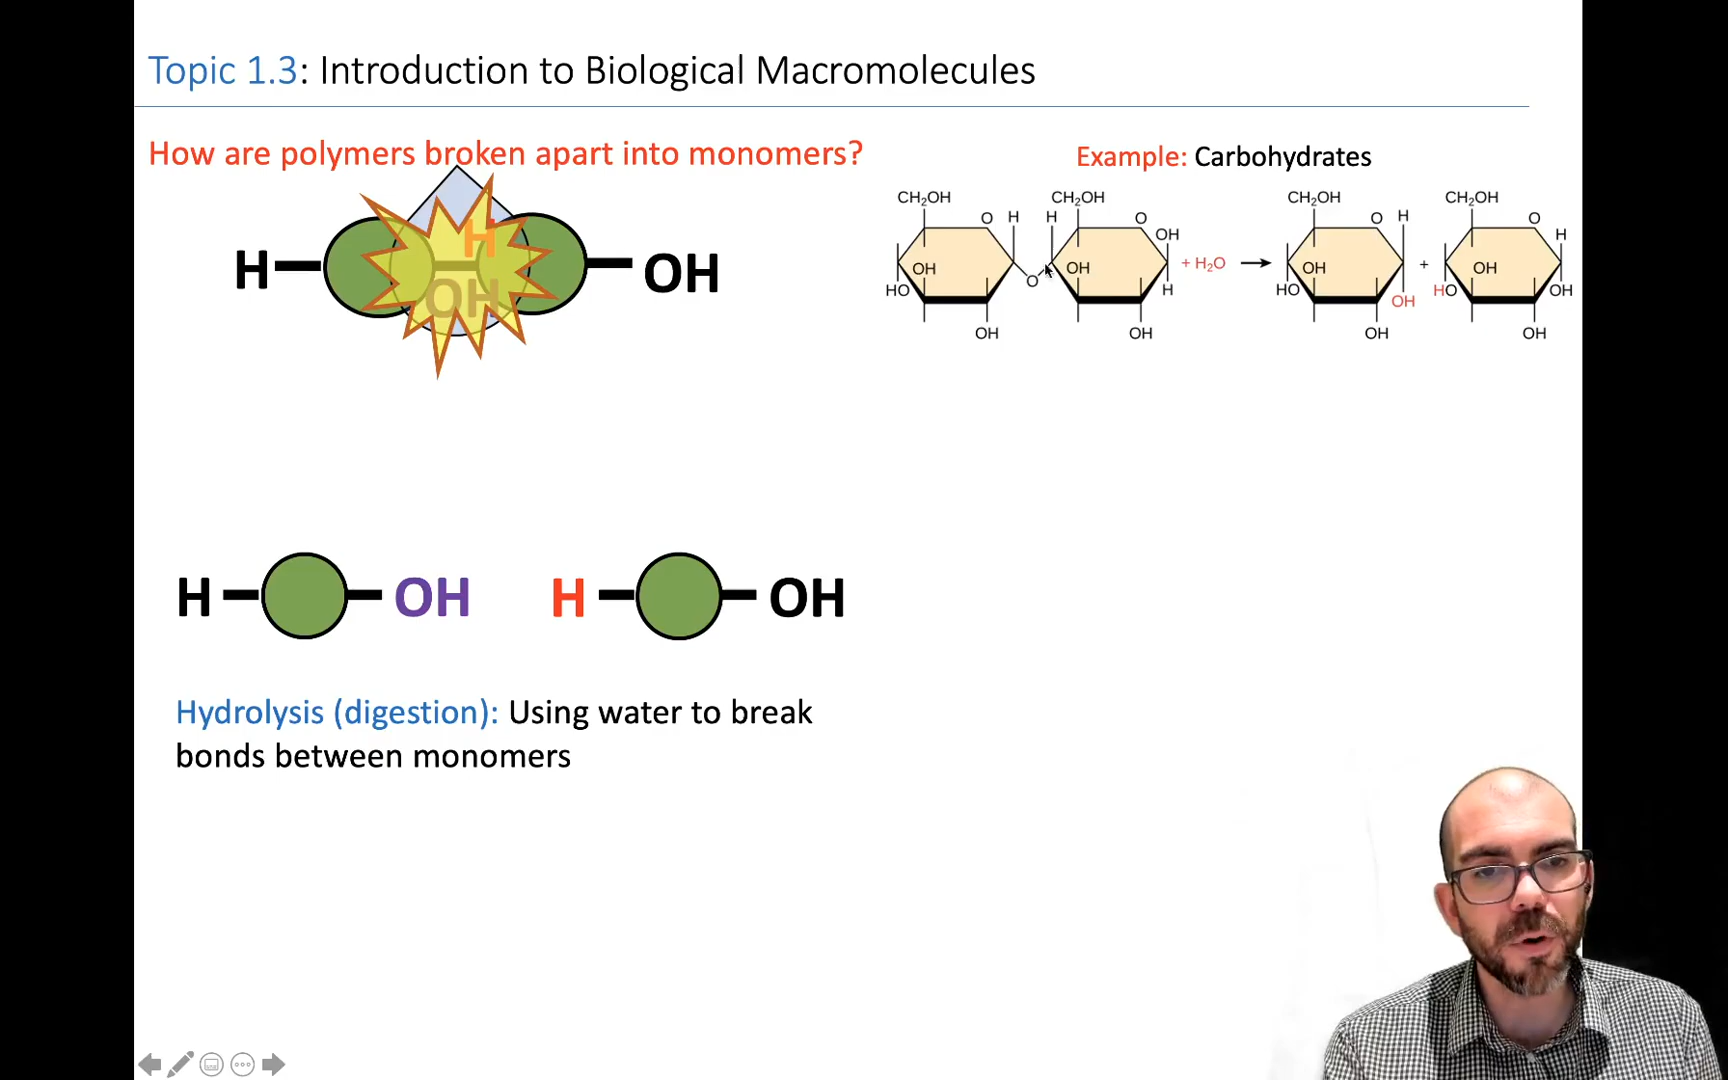 Topic 1.3: Introduction to Biological Macromolecules
How are polymers broken apart into monomers?
H
H
OH
OH
Example: Carbohydrates
CH₂OH
O
H
OH
HO
OH
O
H
CH₂OH
O
OH
OH
H
OH
+ H₂O
CH₂OH
O
H
OH
HO
OH
OH
+
CH₂OH
O
H
OH
HO
OH
OH
H
OH
H
OH
Hydrolysis (digestion): Using water to break
bonds between monomers